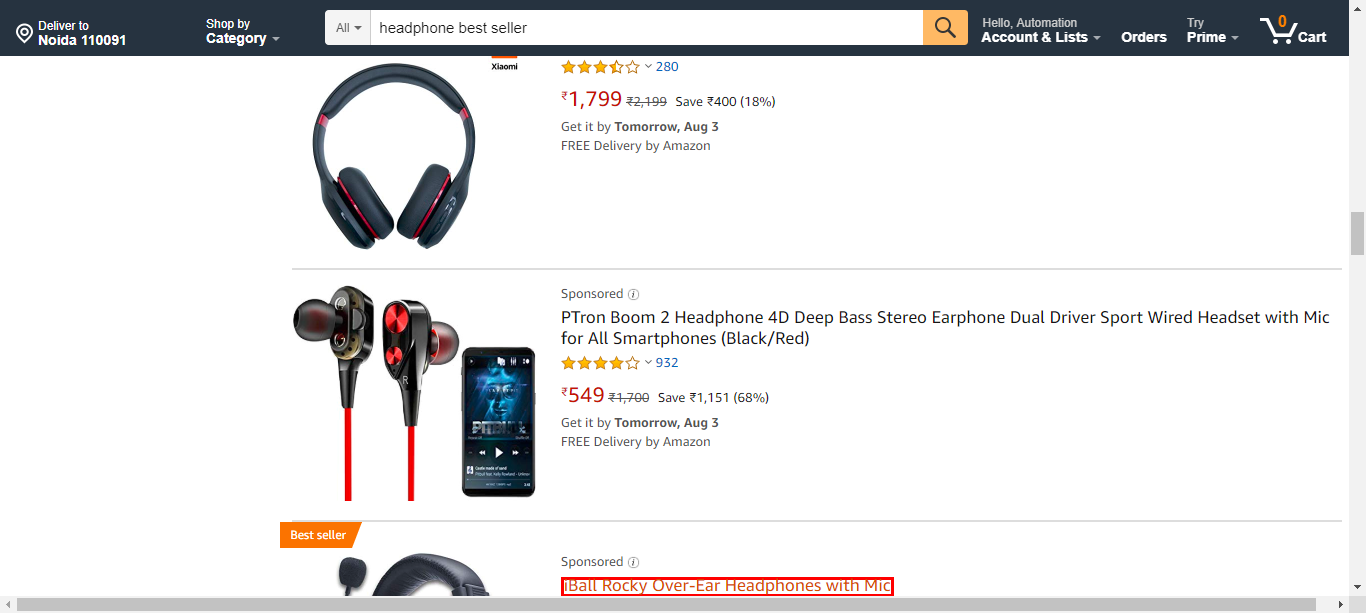 Deliver to
Noida 110091
Shop by
Category
All
headphone best seller
Hello, Automation
Account & Lists
Orders
Try
Prime
0
Cart
Xiaomi
280
₹1,799 ₹2,199 Save ₹400 (18%)
Get it by Tomorrow, Aug 3
FREE Delivery by Amazon
Sponsored
PTron Boom 2 Headphone 4D Deep Bass Stereo Earphone Dual Driver Sport Wired Headset with Mic
for All Smartphones (Black/Red)
932
₹549 ₹1,700 Save ₹1,151 (68%)
Get it by Tomorrow, Aug 3
FREE Delivery by Amazon
R
PITBULL
Best seller
Sponsored
iBall Rocky Over-Ear Headphones with Mic